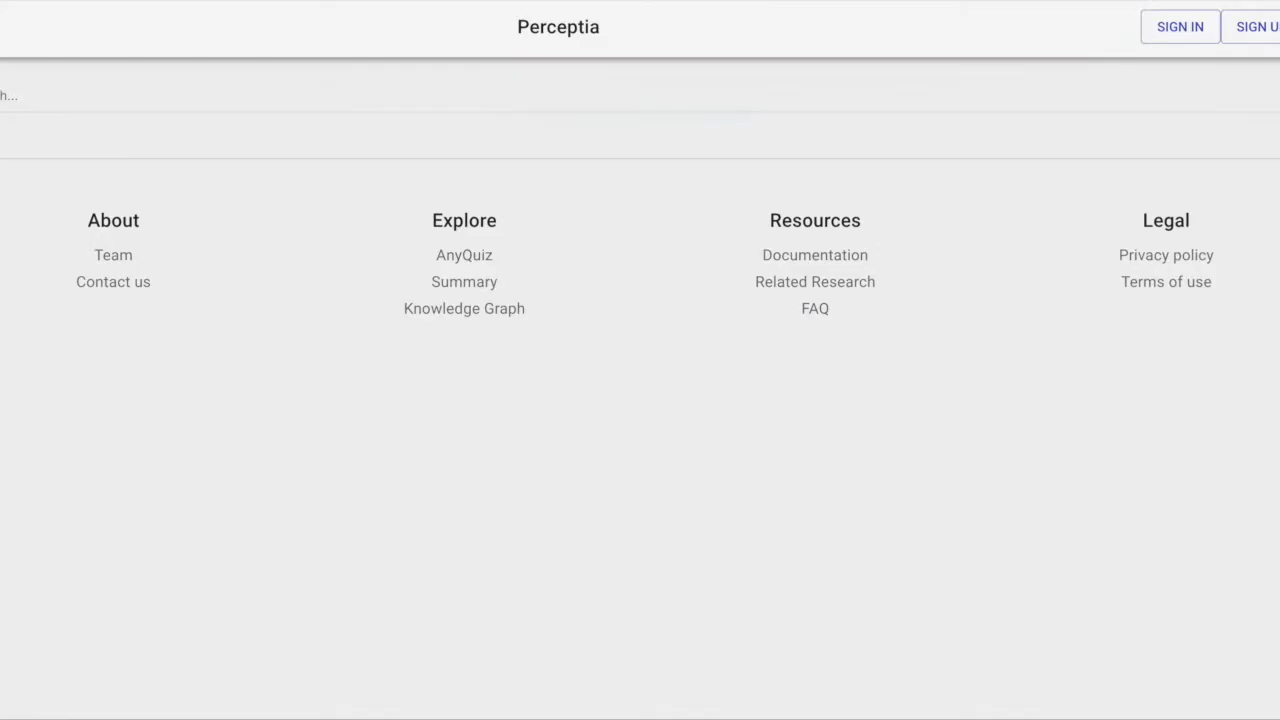 Perceptia
SIGN IN
SIGN U
h...
About
Team
Contact us
Explore
AnyQuiz
Summary
Knowledge Graph
Resources
Documentation
Related Research
FAQ
Legal
Privacy policy
Terms of use